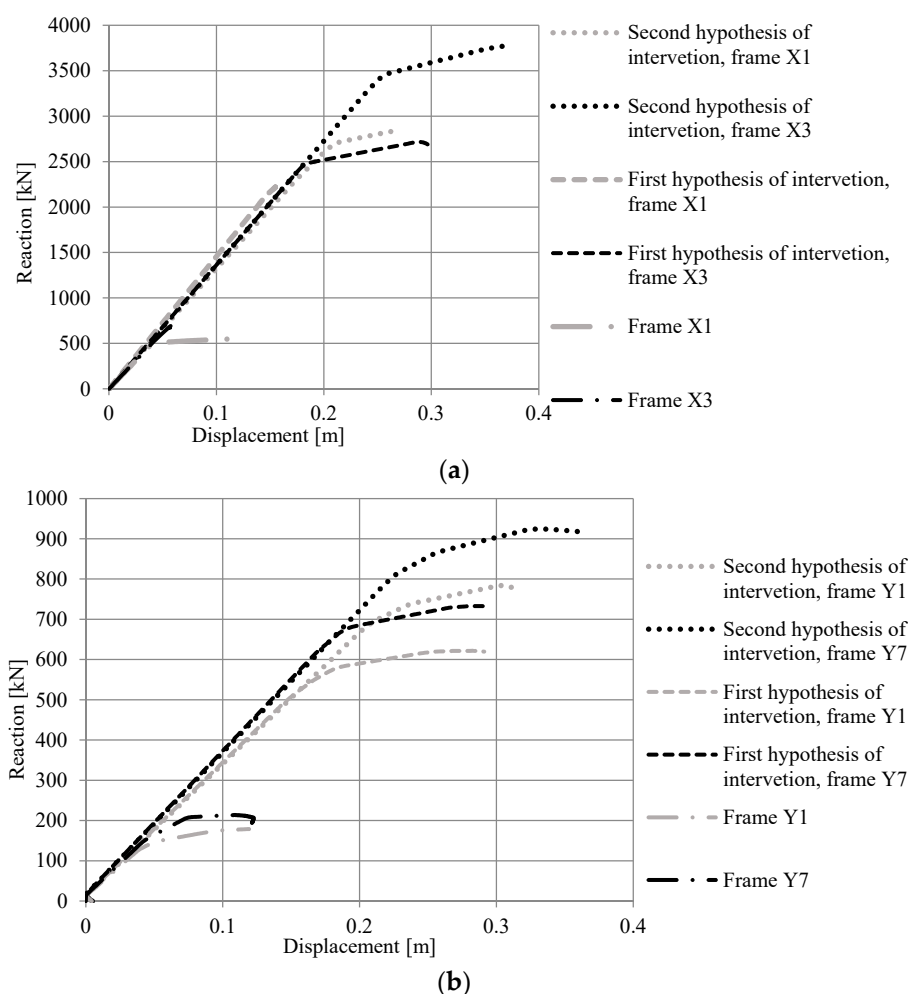 4000
3500
3000
2500
2000
1500
1000
500
0
Reaction [kN]
0 0.1 0.2 0.3 0.4
Displacement [m]
Second hypothesis of
intervetion, frame X1
Second hypothesis of
intervetion, frame X3
First hypothesis of intervetion,
frame X1
First hypothesis of intervetion,
frame X3
Frame X1
Frame X3
(a)
1000
900
800
700
600
500
400
300
200
100
0
Reaction [kN]
0 0.1 0.2 0.3 0.4
Displacement [m]
Second hypothesis of
intervetion, frame Y1
Second hypothesis of
intervetion, frame Y7
First hypothesis of
intervetion, frame Y1
First hypothesis of
intervetion, frame Y7
Frame Y1
Frame Y7
(b)